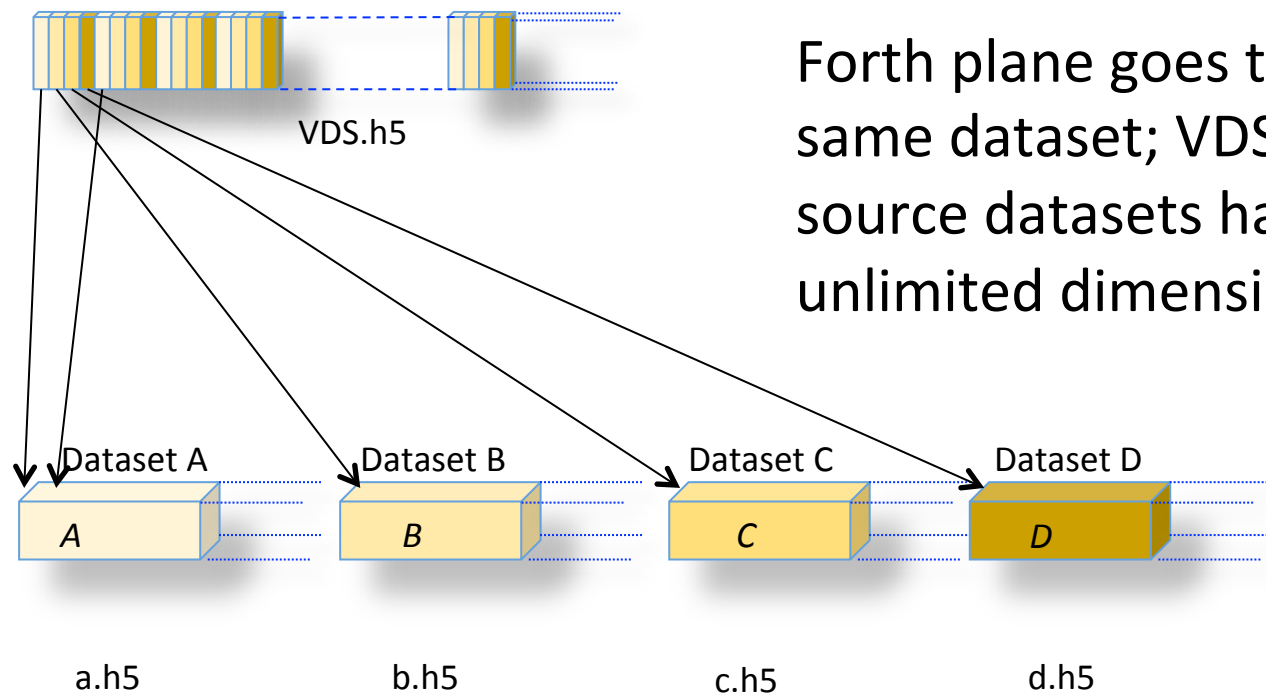 Forth plane goes t
same dataset; VDS
source datasets ha
unlimited dimensi
VDS.h5
Dataset A
Dataset B
Dataset C
Dataset D
A
B
C
D
a.h5
b.h5
c.h5
d.h5